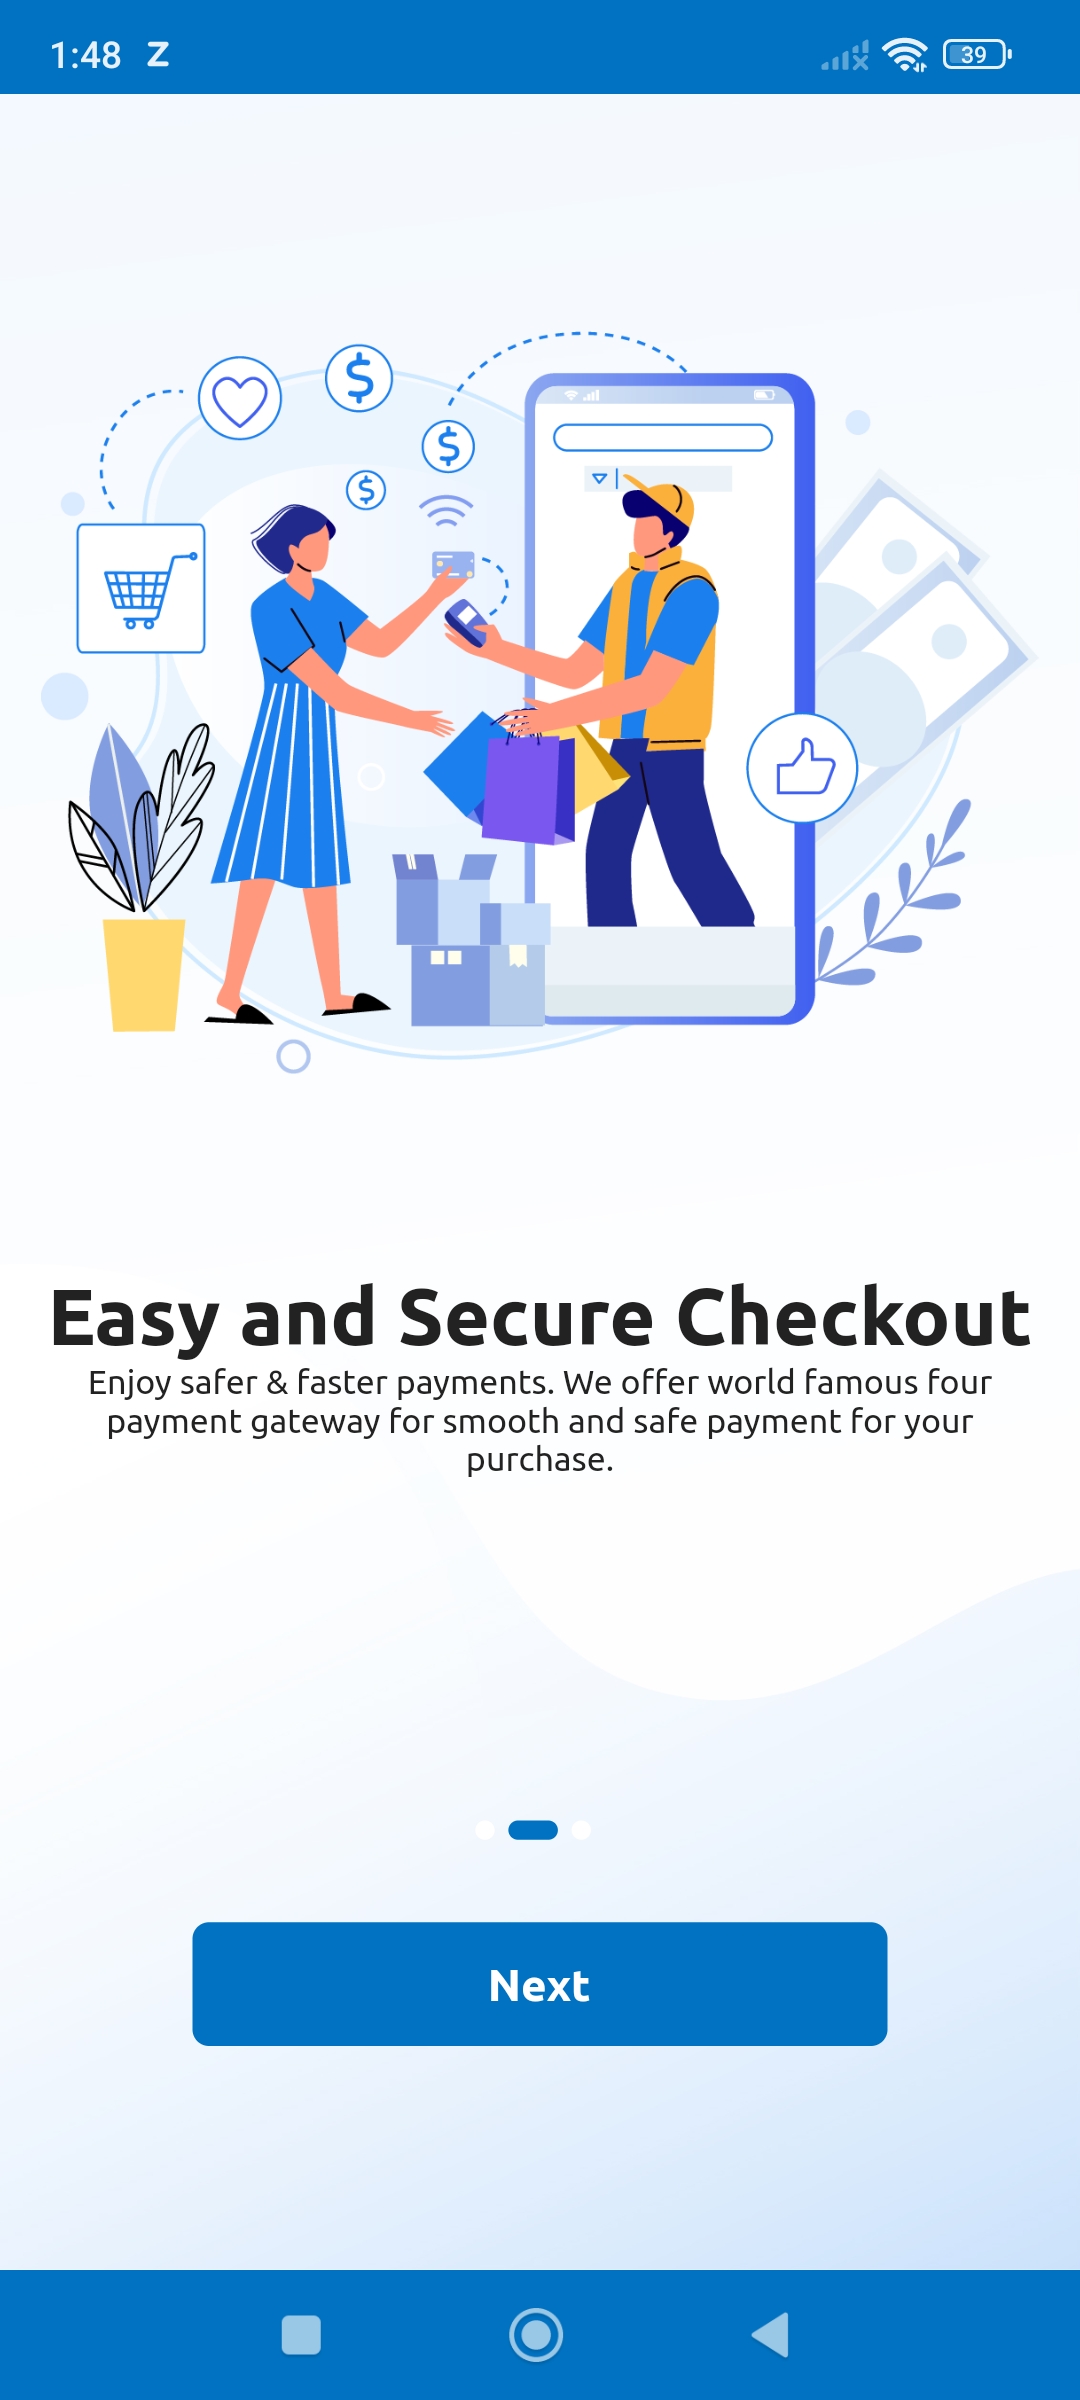 1:48 Z 39
$
$
$
Easy and Secure Checkout
Enjoy safer & faster payments. We offer world famous four
payment gateway for smooth and safe payment for your
purchase.
Next